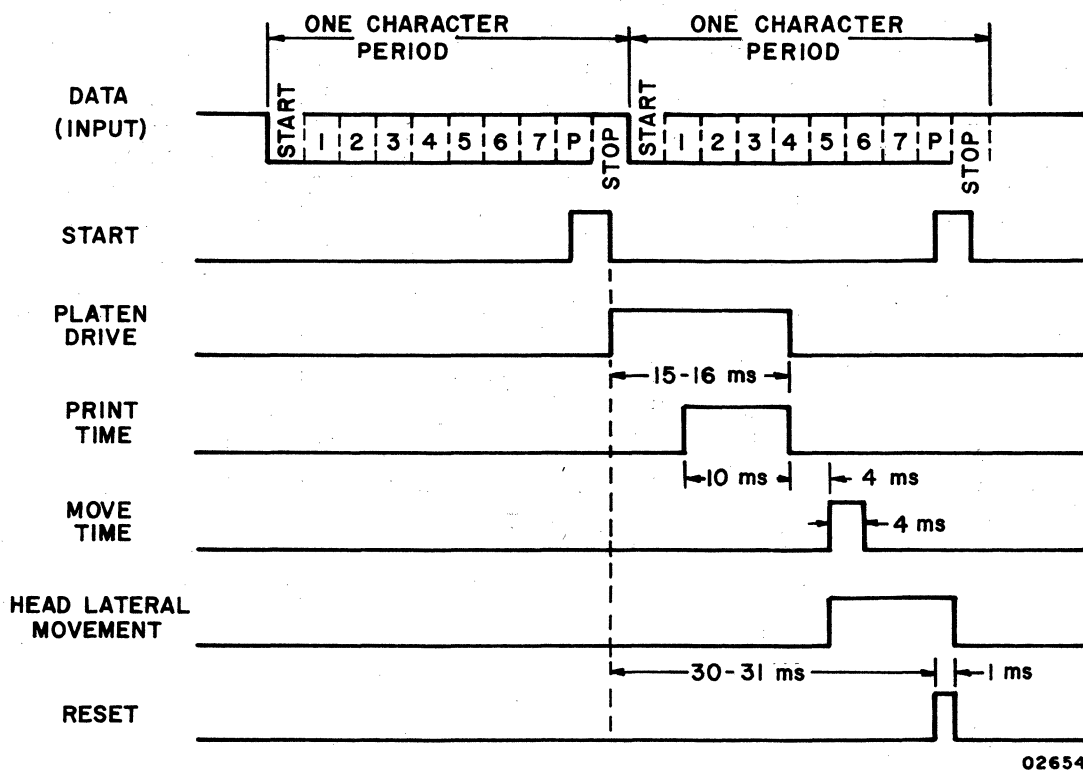 ONE CHARACTER PERIOD
ONE CHARACTER PERIOD
DATA
(INPUT)
START 1 2 3 4 5 6 7 P STOP START 1 2 3 4 5 6 7 P STOP
START
PLATEN
DRIVE
15-16 ms
PRINT
TIME
10 ms
4 ms
MOVE
TIME
4 ms
HEAD LATERAL
MOVEMENT
30-31 ms
1 ms
RESET
02654